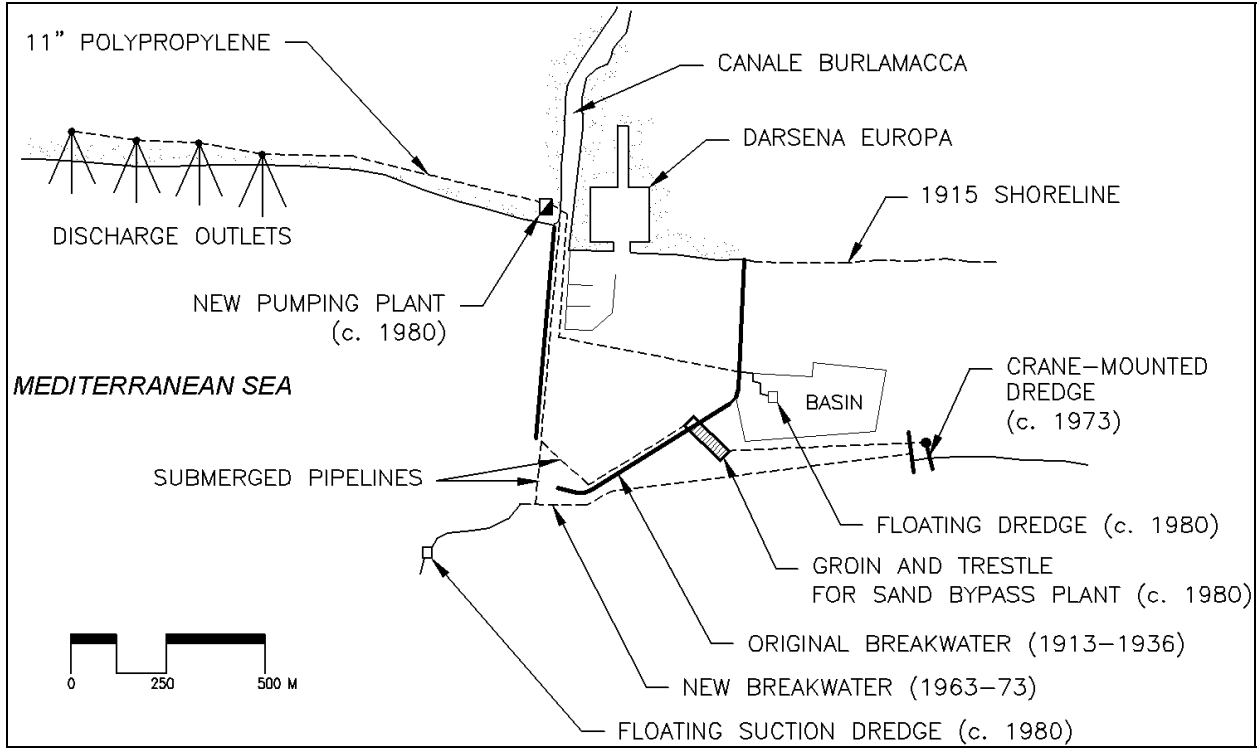 11" POLYPROPYLENE
CANALE BURLAMACCA
DARSENA EUROPA
1915 SHORELINE
DISCHARGE OUTLETS
NEW PUMPING PLANT
(c. 1980)
MEDITERRANEAN SEA
CRANE-MOUNTED
DREDGE
(c. 1973)
BASIN
SUBMERGED PIPELINES
FLOATING DREDGE (c. 1980)
GROIN AND TRESTLE
FOR SAND BYPASS PLANT (c. 1980)
ORIGINAL BREAKWATER (1913-1936)
NEW BREAKWATER (1963-73)
FLOATING SUCTION DREDGE (c. 1980)
0 250 500 M